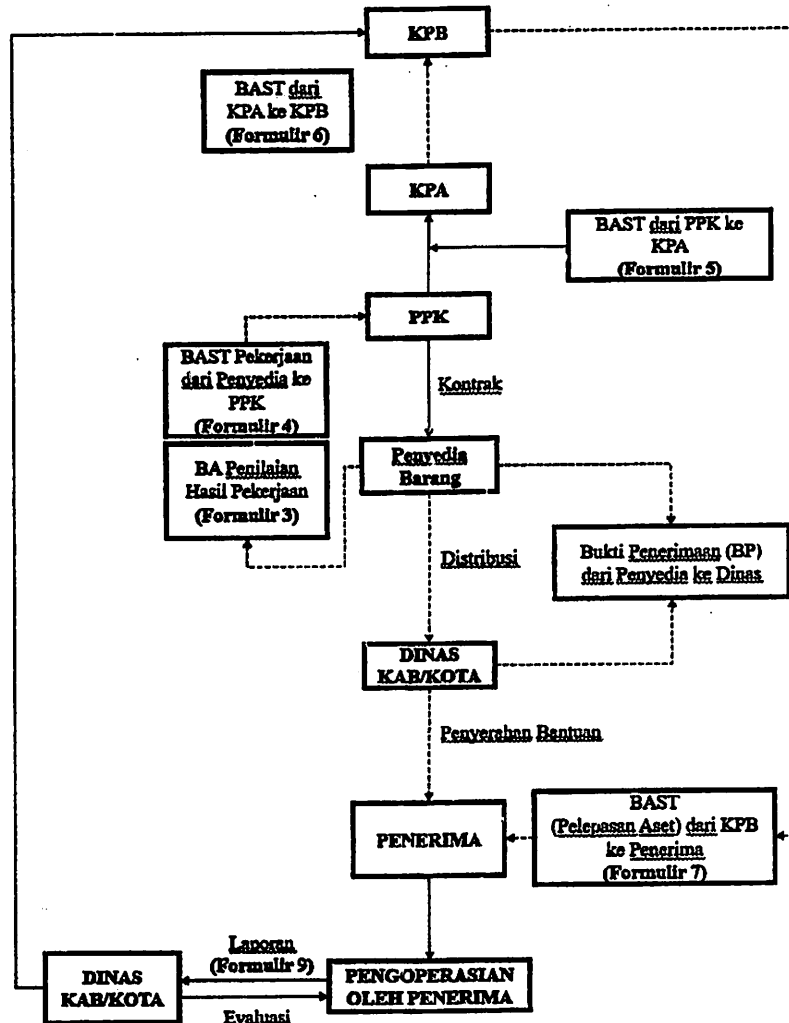 KPB
BAST dari
KPA ke KPB
(Formulir 6)
KPA
BAST dari PPK ke
KPA
(Formulir 5)
PPK
BAST Pekerjaan
dari Penyedia ke
PPK
(Formulir 4)
Kontrak
BA Penilaian
Hasil Pekerjaan
(Formulir 3)
Penyedia
Barang
Distribusi
Bukti Penerimaan (BP)
dari Penyedia ke Dinas
DINAS
KAB/KOTA
Penyerahan Bantuan
PENERIMA
BAST
(Pelepasan Aset) dari KPB
ke Penerima
(Formulir 7)
Laporan
(Formulir 9)
DINAS
KAB/KOTA
PENGOPERASIAN
OLEH PENERIMA
Evaluasi